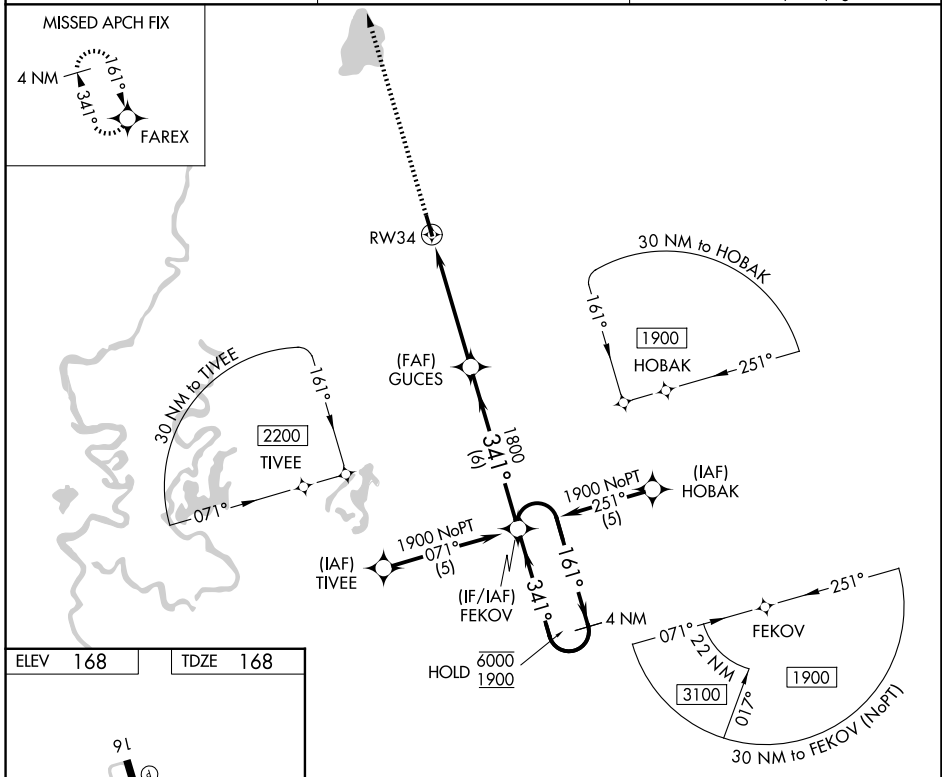 MISSED APCH FIX
4 NM
161°
341°
FAREX
RW34
30 NM to HOBAK
161°
1900
HOBAK
251°
(FAF)
GUCES
30 NM to TIVEE
161°
2200
TIVEE
071°
1800
341°
(6)
1900 NoPT
251°
(5)
(IAF)
HOBAK
1900 NoPT
071°
(5)
(IAF)
TIVEE
(IF/IAF)
FEKOV
161°
341°
4 NM
HOLD 6000
1900
251°
071°
FEKOV
22 NM
3100
017°
1900
30 NM to FEKOV (NoPT)
ELEV 168
TDZE 168
16